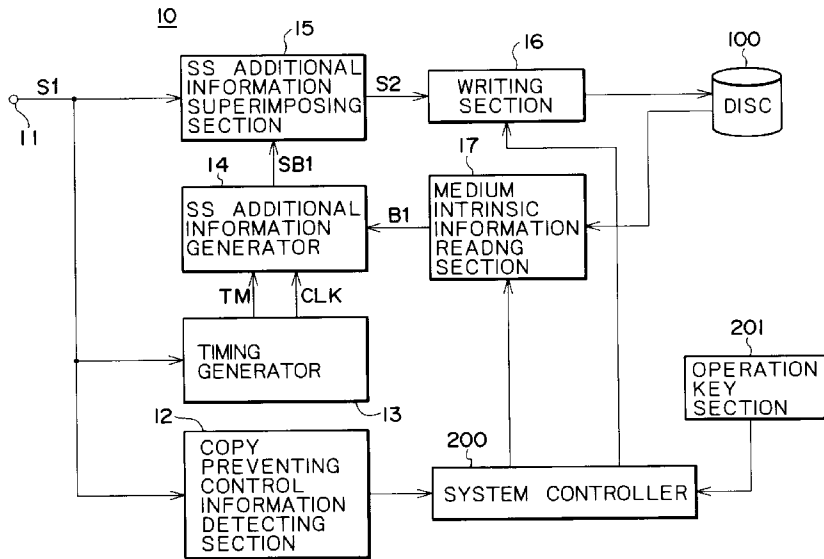 10
15
SS ADDITIONAL
INFORMATION
SUPERIMPOSING
SECTION
S1
11
S2
16
WRITING
SECTION
100
DISC
SB1
14
SS ADDITIONAL
INFORMATION
GENERATOR
B1
17
MEDIUM
INTRINSIC
INFORMATION
READNG
SECTION
TM
CLK
TIMING
GENERATOR
13
201
OPERATION
KEY
SECTION
12
COPY
PREVENTING
CONTROL
INFORMATION
DETECTING
SECTION
200
SYSTEM CONTROLLER